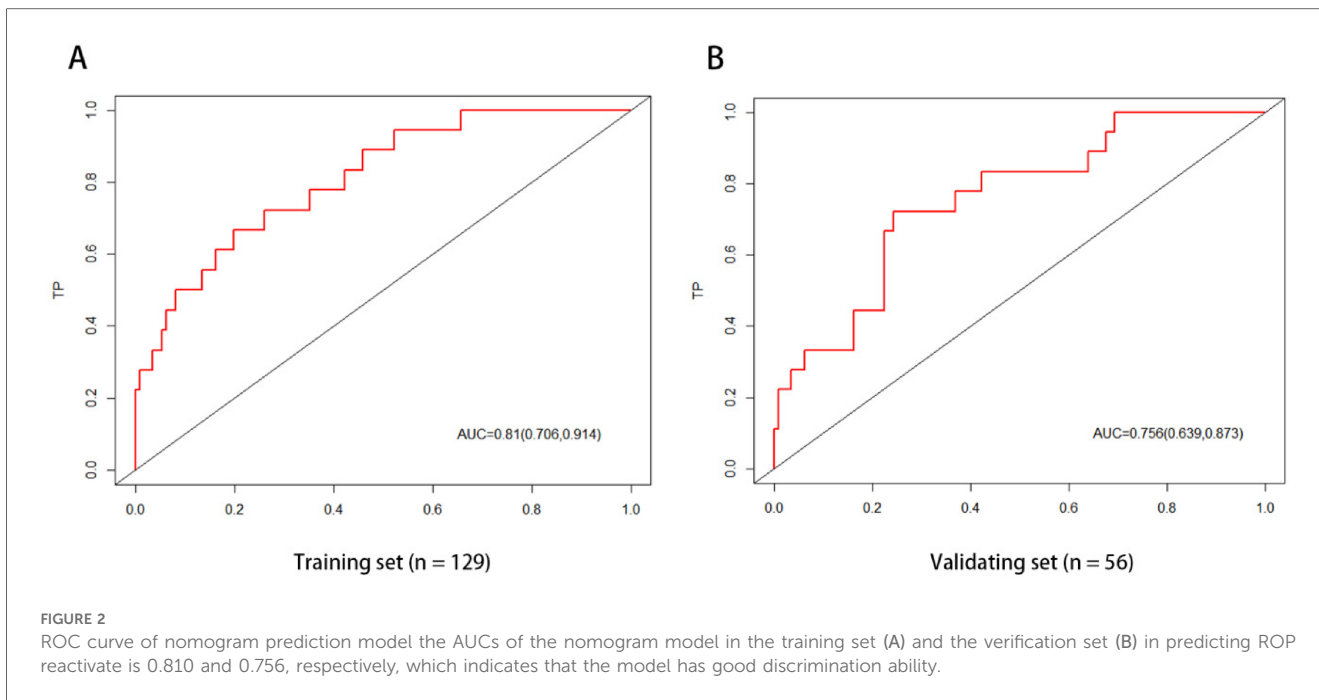 A
B
1.0
0.8
0.6
0.4
0.2
0.0
TP
AUC=0.81(0.706,0.914)
0.0 0.2 0.4 0.6 0.8 1.0
Training set (n = 129)
1.0
0.8
0.6
0.4
0.2
0.0
TP
AUC=0.756(0.639,0.873)
0.0 0.2 0.4 0.6 0.8 1.0
Validating set (n = 56)
FIGURE 2
ROC curve of nomogram prediction model the AUCs of the nomogram model in the training set (A) and the verification set (B) in predicting ROP
reactivate is 0.810 and 0.756, respectively, which indicates that the model has good discrimination ability.